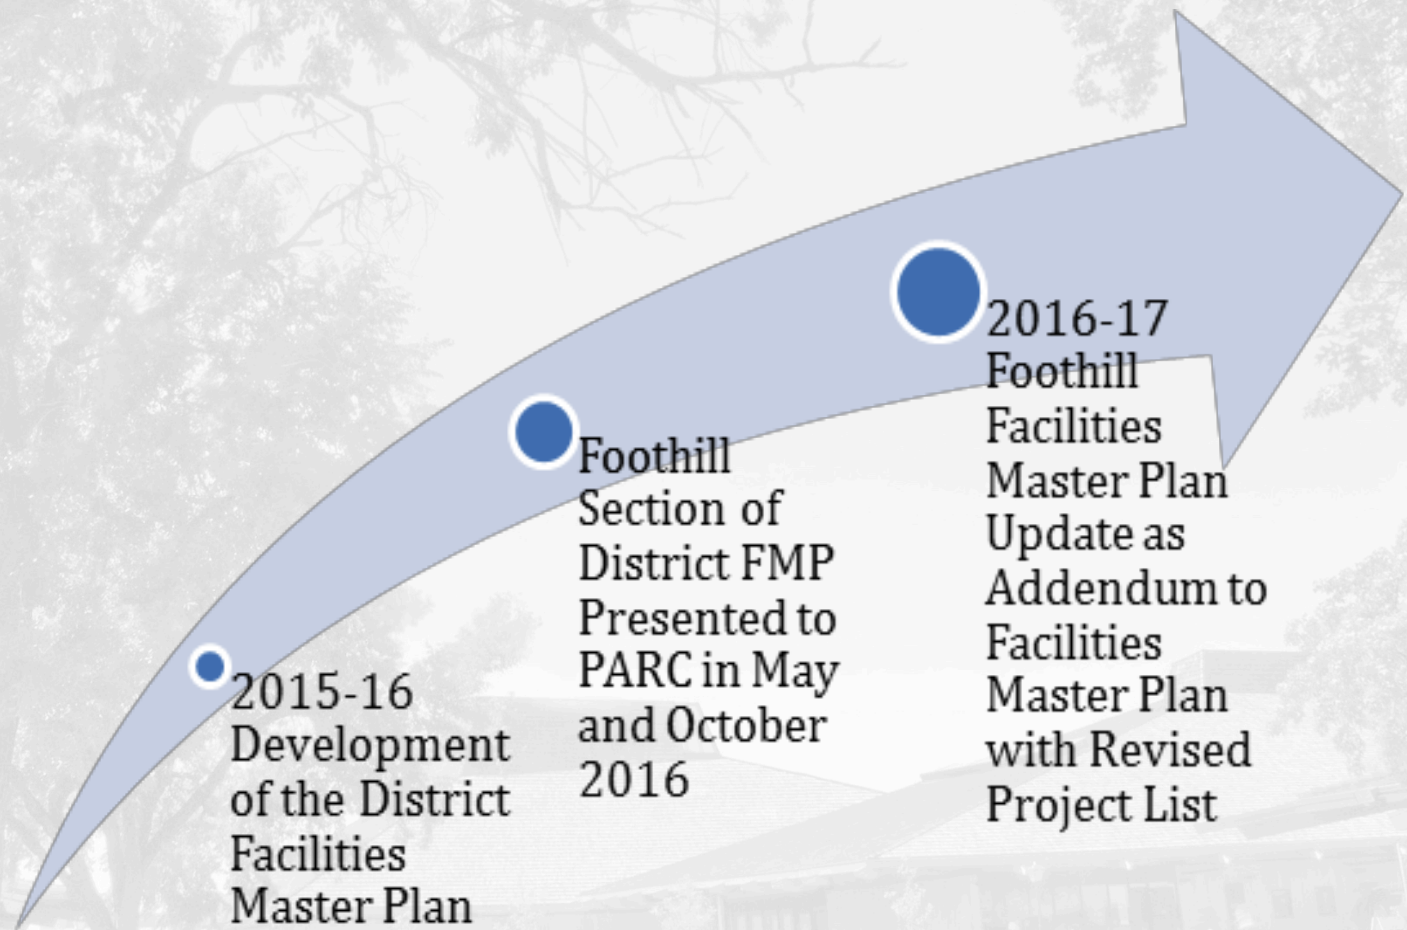 2015-16
Development
of the District
Facilities
Master Plan
Foothill
Section of
District FMP
Presented to
PARC in May
and October
2016
2016-17
Foothill
Facilities
Master Plan
Update as
Addendum to
Facilities
Master Plan
with Revised
Project List